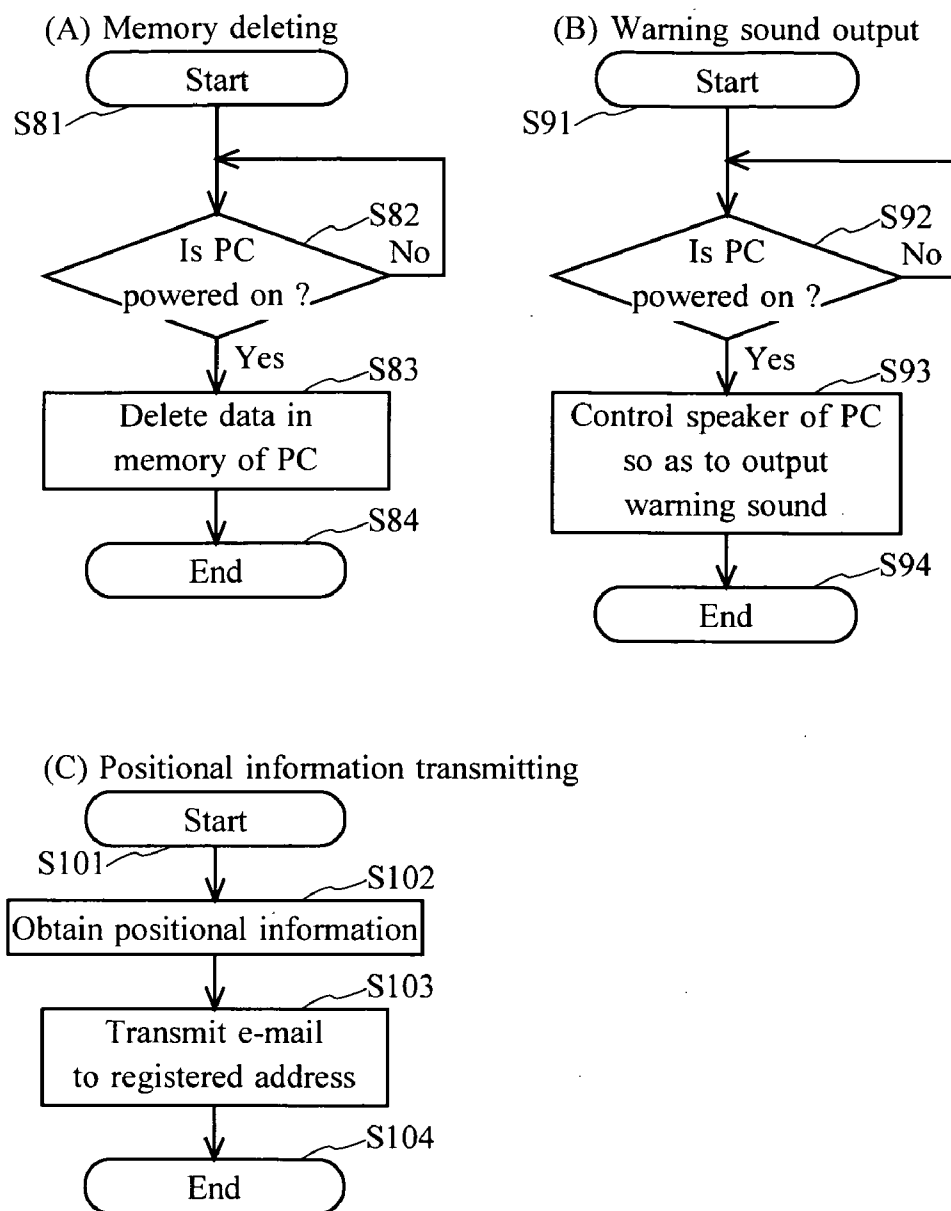 (A) Memory deleting
Start
S81
S82
Is PC
No
powered on ?
Yes
S83
Delete data in
memory of PC
S84
End
(B) Warning sound output
Start
S91
S92
Is PC
No
powered on ?
Yes
S93
Control speaker of PC
so as to output
warning sound
S94
End
(C) Positional information transmitting
Start
S101
S102
Obtain positional information
S103
Transmit e-mail
to registered address
S104
End